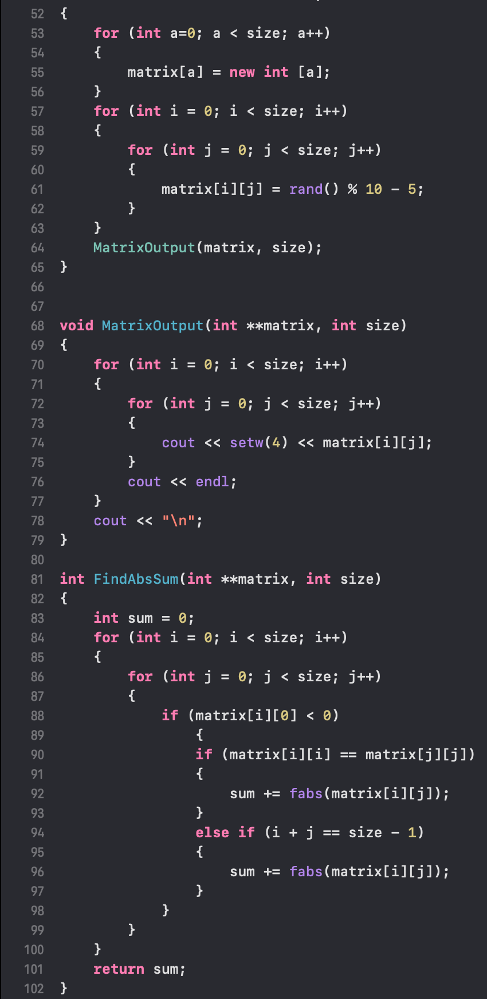 52 {
53     for (int a=0; a < size; a++)
54     {
55         matrix[a] = new int [a];
56     }
57     for (int i = 0; i < size; i++)
58     {
59         for (int j = 0; j < size; j++)
60         {
61             matrix[i][j] = rand() % 10 - 5;
62         }
63     }
64     MatrixOutput(matrix, size);
65 }
66
67
68 void MatrixOutput(int **matrix, int size)
69 {
70     for (int i = 0; i < size; i++)
71     {
72         for (int j = 0; j < size; j++)
73         {
74             cout << setw(4) << matrix[i][j];
75         }
76         cout << endl;
77     }
78     cout << "\n";
79 }
80
81 int FindAbsSum(int **matrix, int size)
82 {
83     int sum = 0;
84     for (int i = 0; i < size; i++)
85     {
86         for (int j = 0; j < size; j++)
87         {
88             if (matrix[i][0] < 0)
89                 {
90                 if (matrix[i][i] == matrix[j][j])
91                 {
92                     sum += fabs(matrix[i][j]);
93                 }
94                 else if (i + j == size - 1)
95                 {
96                     sum += fabs(matrix[i][j]);
97                 }
98             }
99         }
100     }
101     return sum;
102 }